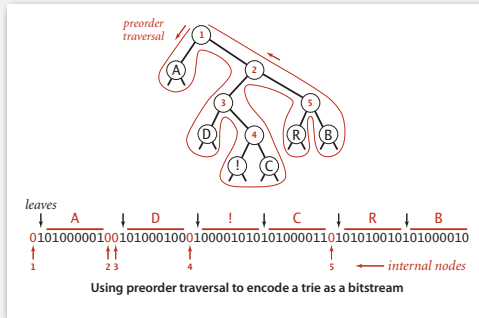 preorder
traversal
1
A
2
3
5
D
4
R
B
!
C
leaves
A D ! C R B
01010000010010100010001000010101010000110101010010101000010
1 2 3 4 5 internal nodes
Using preorder traversal to encode a trie as a bitstream